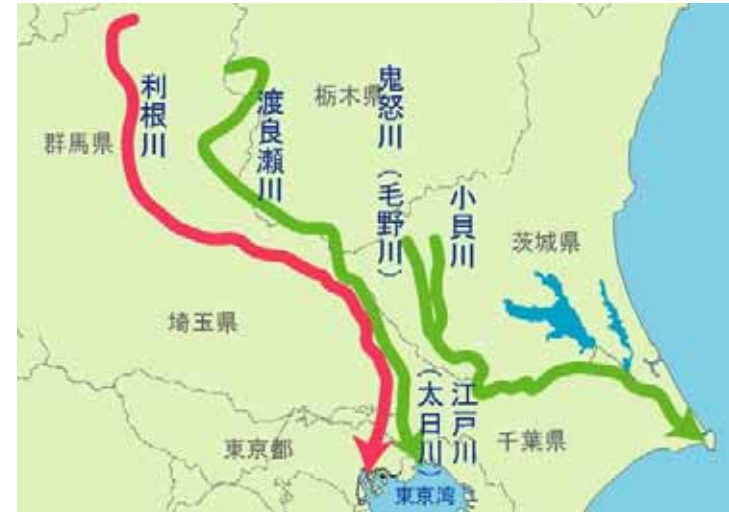 利根川
渡良瀬川
栃木県
鬼怒川(毛野川)
小貝川
群馬県
茨城県
埼玉県
江戸川
(太日川)
東京都
千葉県
東京湾